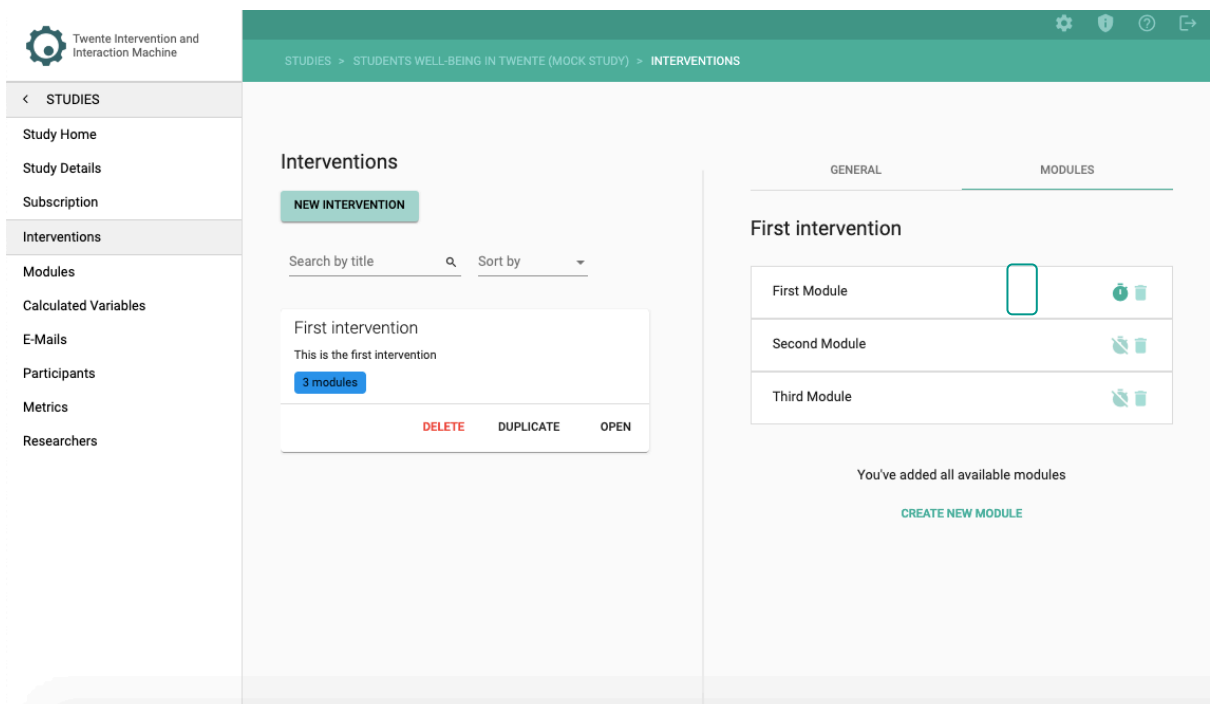 Twente Intervention and
Interaction Machine
STUDIES > STUDENTS WELL-BEING IN TWENTE (MOCK STUDY) > INTERVENTIONS
< STUDIES
Study Home
Study Details
Subscription
Interventions
Modules
Calculated Variables
E-Mails
Participants
Metrics
Researchers
Interventions
NEW INTERVENTION
Search by title
Sort by
First intervention
This is the first intervention
3 modules
DELETE DUPLICATE OPEN
GENERAL MODULES
First intervention
First Module
Second Module
Third Module
You've added all available modules
CREATE NEW MODULE